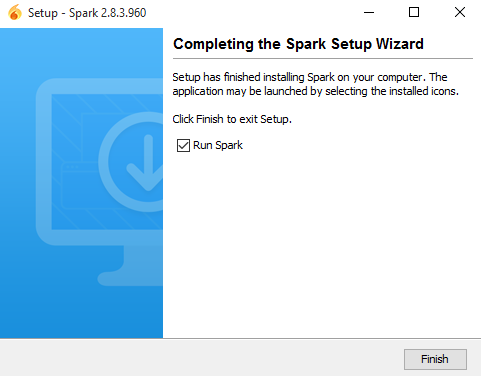 Setup - Spark 2.8.3.960
Completing the Spark Setup Wizard
Setup has finished installing Spark on your computer. The
application may be launched by selecting the installed icons.
Click Finish to exit Setup.
Run Spark
Finish